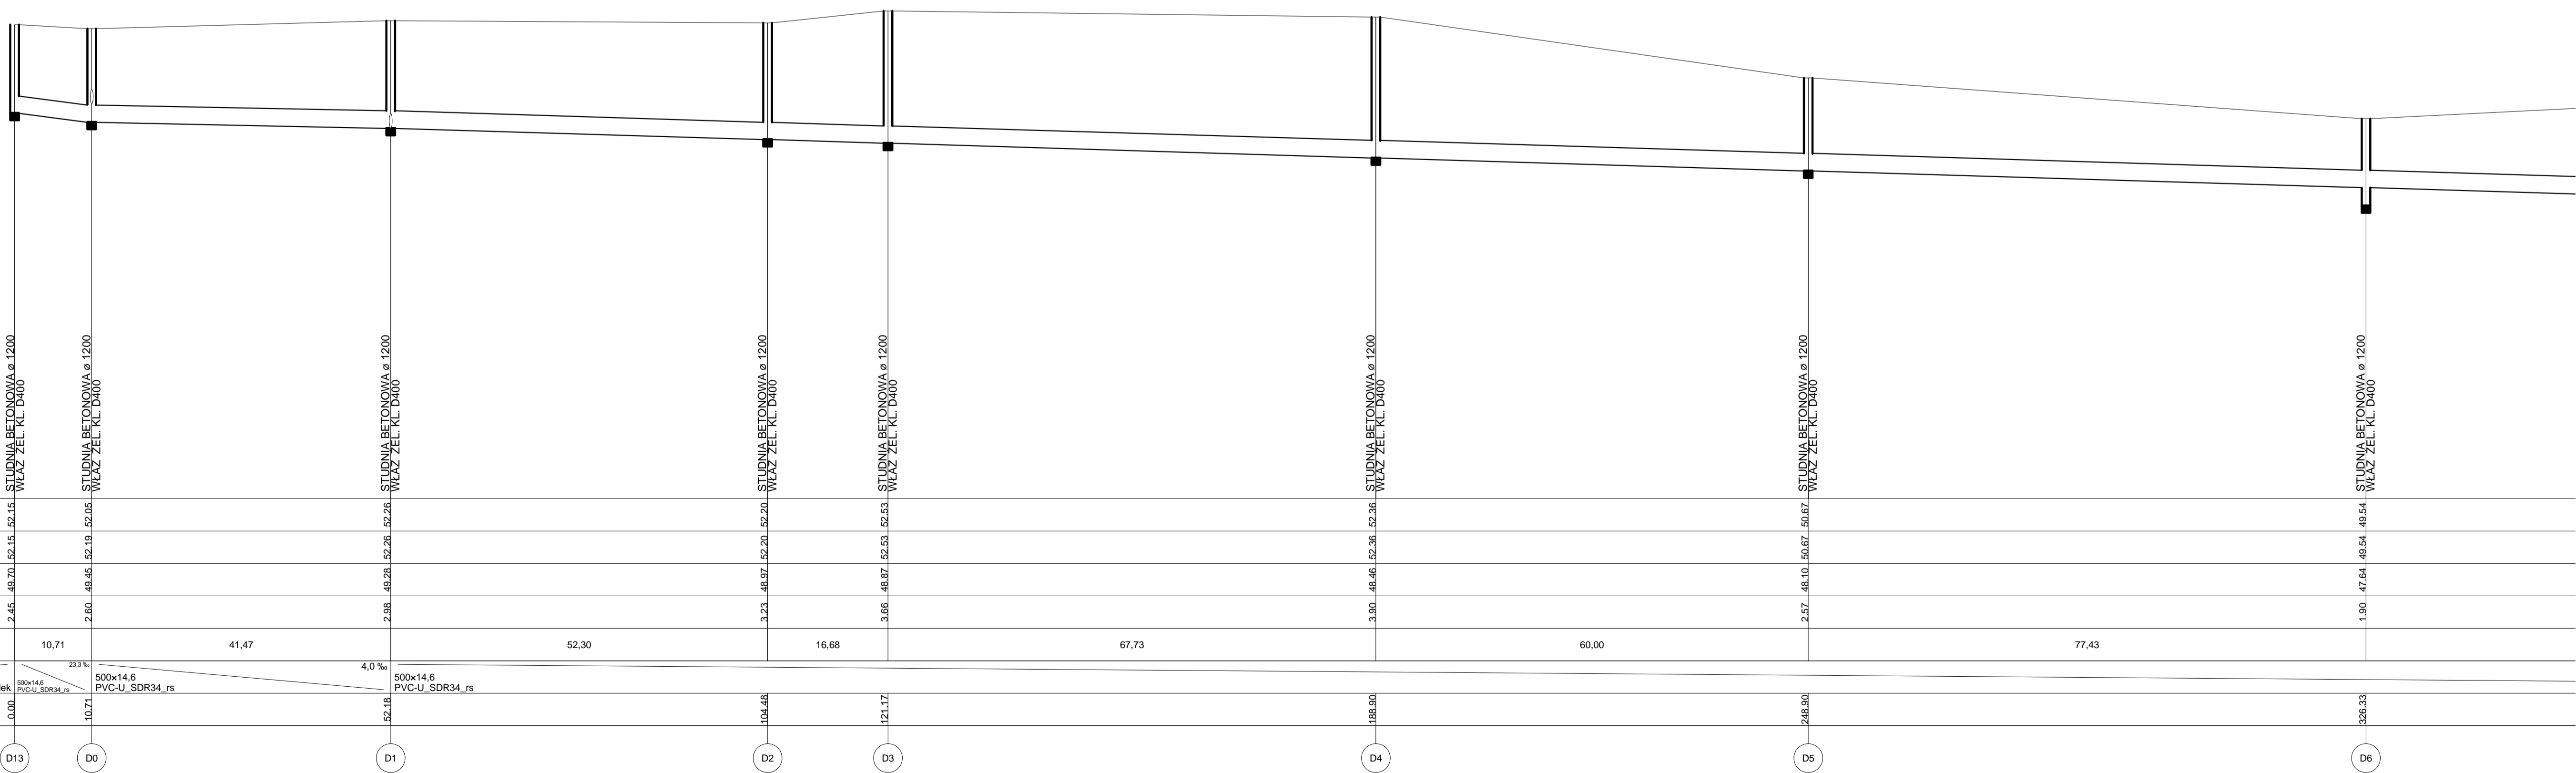 STUDNIA BETONOWA ø 1200
WŁAZ ŻEL. KL. D400
STUDNIA BETONOWA ø 1200
WŁAZ ŻEL. KL. D400
STUDNIA BETONOWA ø 1200
WŁAZ ŻEL. KL. D400
STUDNIA BETONOWA ø 1200
WŁAZ ŻEL. KL. D400
STUDNIA BETONOWA ø 1200
WŁAZ ŻEL. KL. D400
STUDNIA BETONOWA ø 1200
WŁAZ ŻEL. KL. D400
STUDNIA BETONOWA ø 1200
WŁAZ ŻEL. KL. D400
STUDNIA BETONOWA ø 1200
WŁAZ ŻEL. KL. D400
52.15 52.05 52.26 52.20 52.53 52.36 50.67 49.54
52.15 52.19 52.26 52.20 52.53 52.36 50.67 49.54
49.70 49.45 49.28 48.97 48.87 48.46 48.10 47.64
2.45 2.60 2.98 3.23 3.66 3.90 2.57 1.90
10,71 41,47 52,30 16,68 67,73 60,00 77,43
23,3 ‰ 4,0 ‰
500×14,6 500×14,6 500×14,6
PVC-U_SDR34_rs PVC-U_SDR34_rs PVC-U_SDR34_rs
0.00 10.71 52.18 104.48 121.17 188.90 248.90 326.33
D13 D0 D1 D2 D3 D4 D5 D6